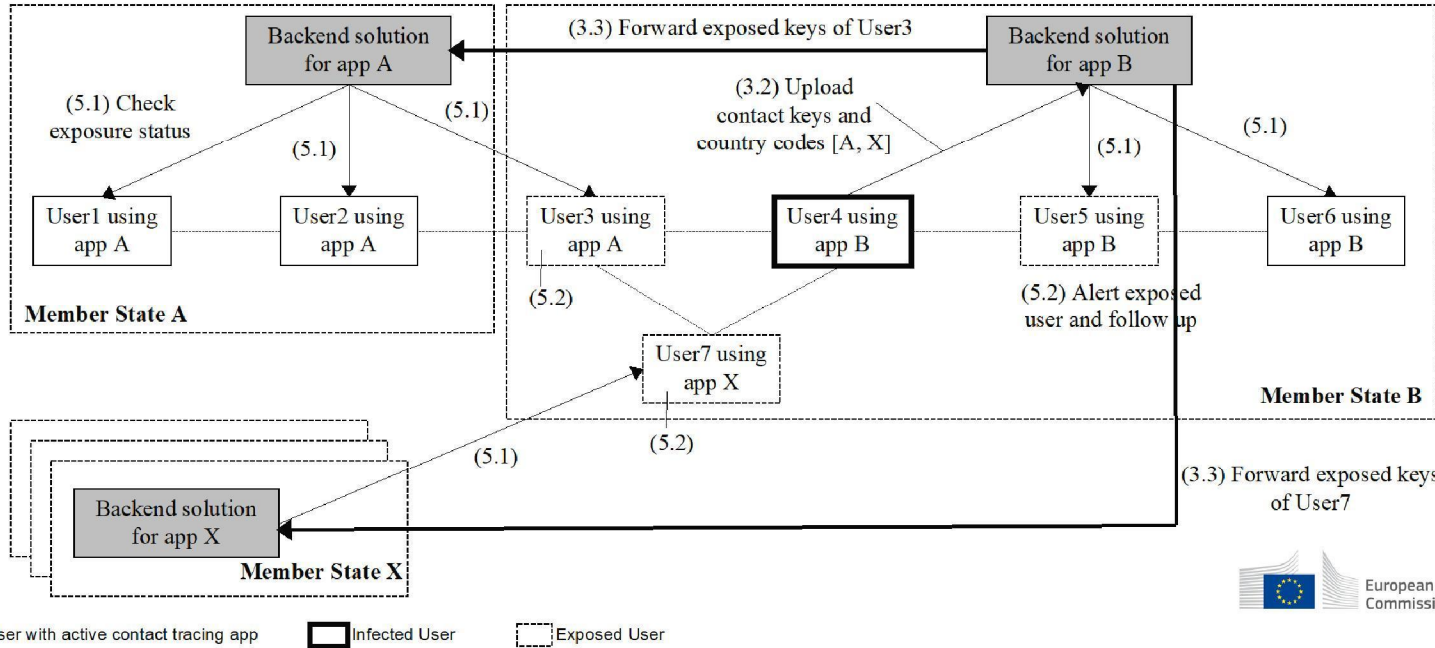 Backend solution
for app A
(3.3) Forward exposed keys of User3
Backend solution
for app B
(5.1) Check
exposure status
(5.1)
(5.1)
(3.2) Upload
contact keys and
country codes [A, X]
(5.1)
(5.1)
User1 using
app A
User2 using
app A
User3 using
app A
User4 using
app B
User5 using
app B
User6 using
app B
(5.2)
(5.2) Alert exposed
user and follow up
Member State A
User7 using
app X
Member State B
(5.2)
(5.1)
(3.3) Forward exposed keys
of User7
Backend solution
for app X
Member State X
European
Commissi
ser with active contact tracing app
Infected User
Exposed User